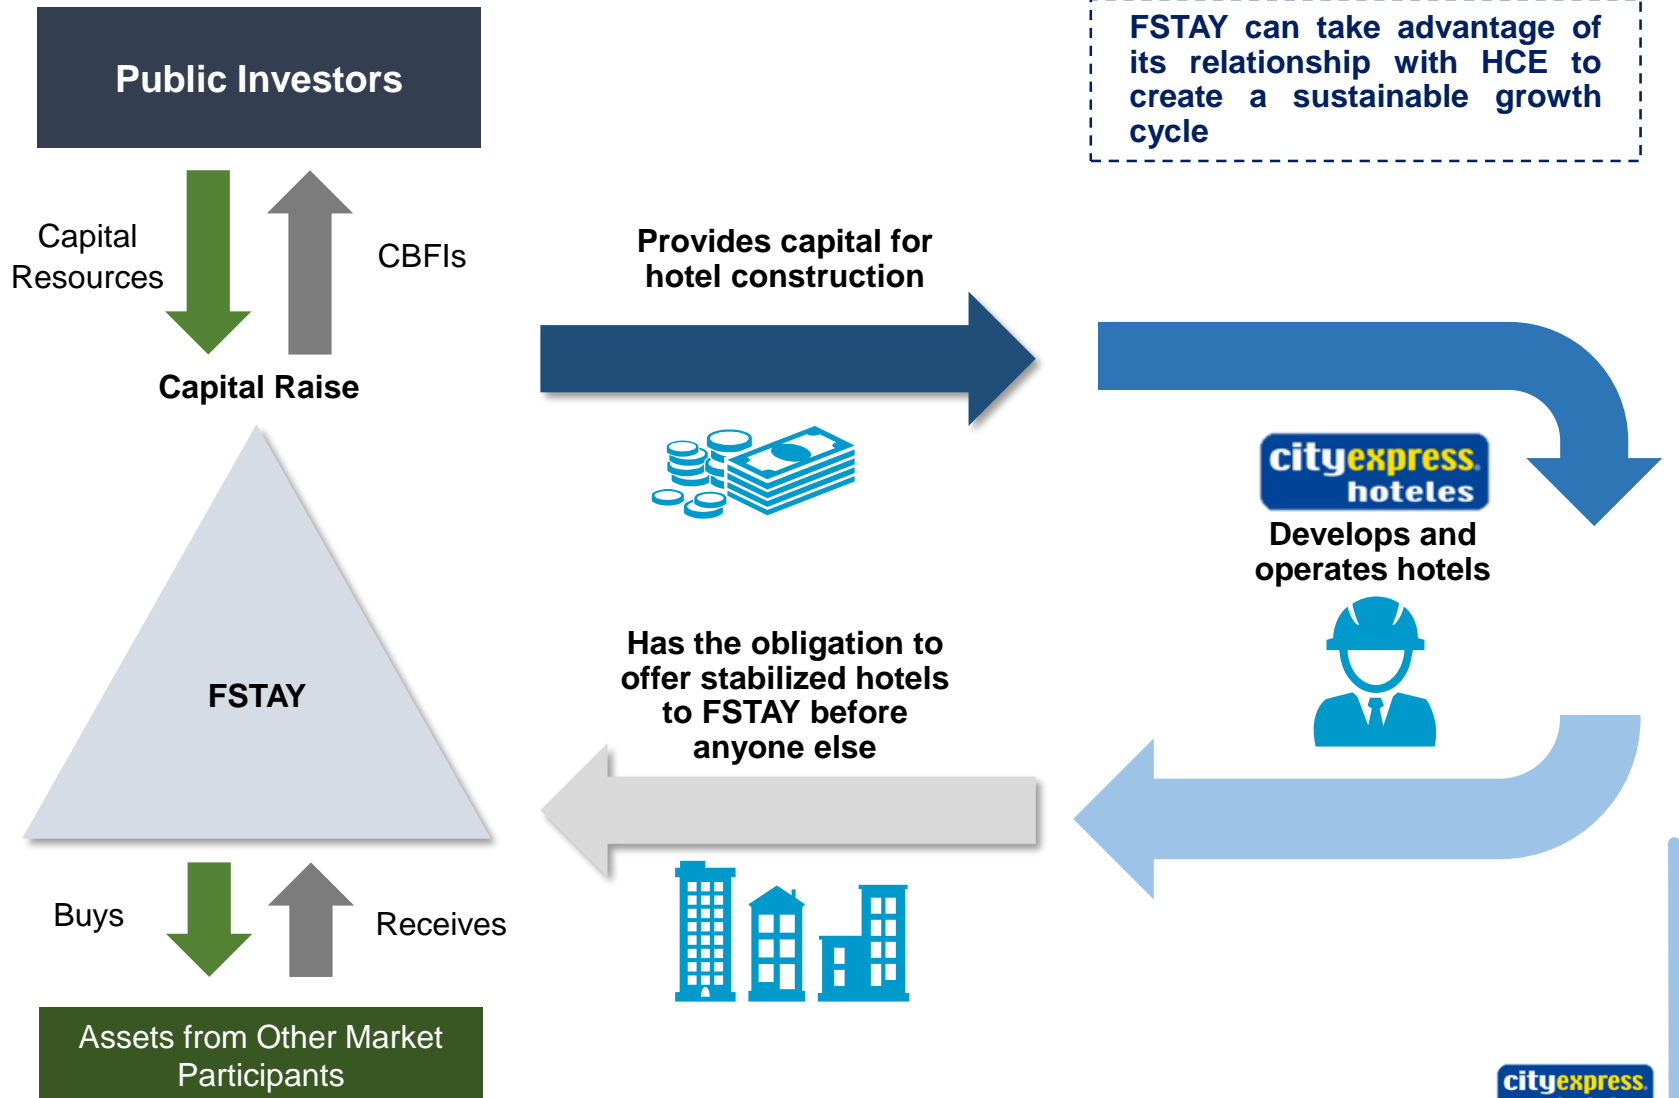 Public Investors
FSTAY can take advantage of
its relationship with HCE to
create a sustainable growth
cycle
Capital
Resources
CBFIs
Capital Raise
Provides capital for
hotel construction
cityexpress.
hoteles
Develops and
operates hotels
Has the obligation to
offer stabilized hotels
to FSTAY before
anyone else
FSTAY
Buys
Receives
Assets from Other Market
Participants
cityexpress.